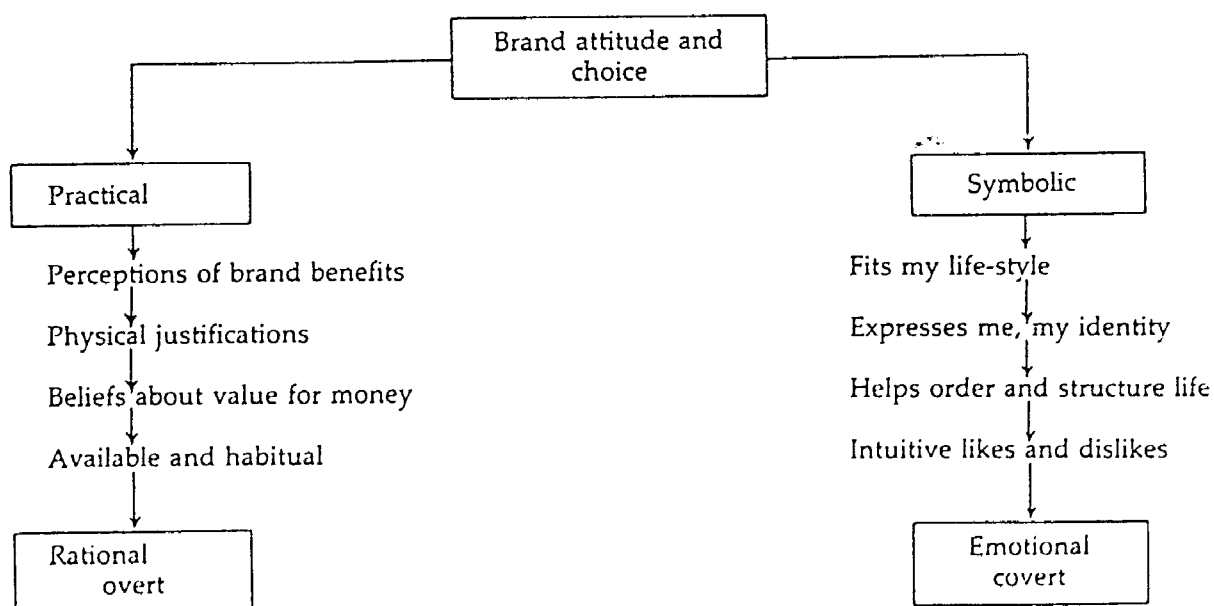 Brand attitude and
choice
Practical
Perceptions of brand benefits
Physical justifications
Beliefs about value for money
Available and habitual
Rational
overt
Symbolic
Fits my life-style
Expresses me, my identity
Helps order and structure life
Intuitive likes and dislikes
Emotional
covert